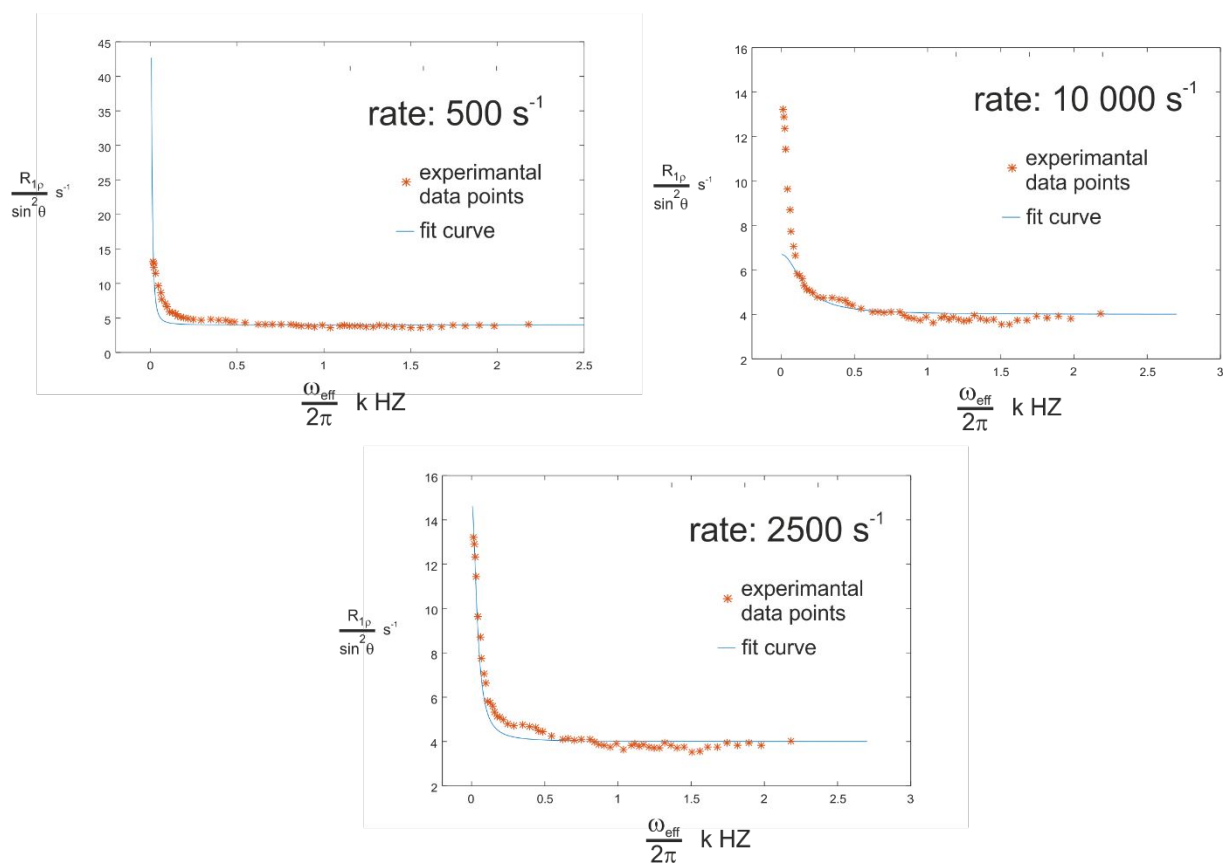 45
40
35
30
25
20
15
10
5
0
rate: 500 s⁻¹
experimantal
data points
fit curve
R₁ρ
sin²θ
s⁻¹
0
0.5
1
1.5
2
2.5
ω_eff
2π
k HZ
16
14
12
10
8
6
4
2
rate: 10 000 s⁻¹
experimantal
data points
fit curve
R₁ρ
sin²θ
s⁻¹
0
0.5
1
1.5
2
2.5
3
ω_eff
2π
k HZ
16
14
12
10
8
6
4
2
rate: 2500 s⁻¹
experimantal
data points
fit curve
R₁ρ
sin²θ
s⁻¹
0
0.5
1
1.5
2
2.5
3
ω_eff
2π
k HZ